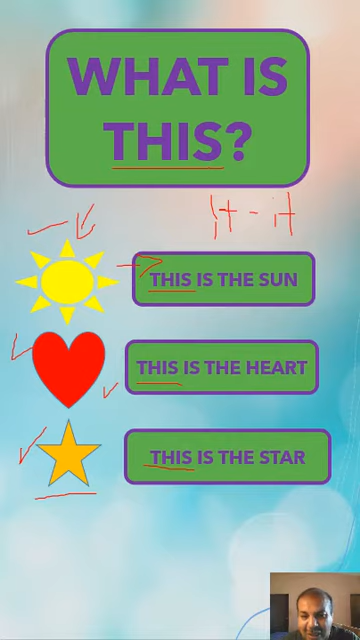 WHAT IS
THIS?
It - it
THIS IS THE SUN
THIS IS THE HEART
THIS IS THE STAR